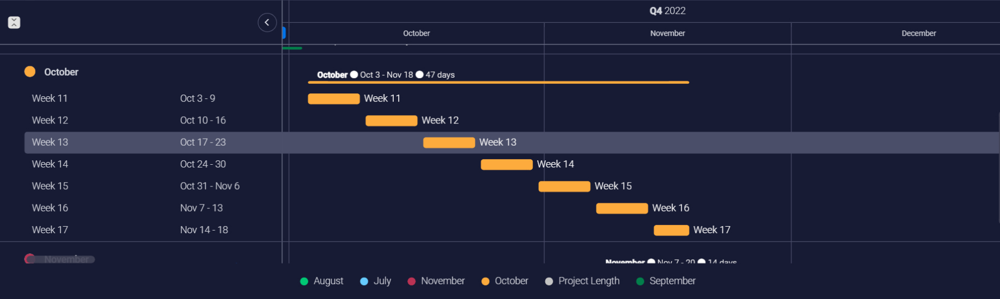 Q4 2022
October November December
October
October Oct 3 - Nov 18 47 days
Week 11 Oct 3 - 9 Week 11
Week 12 Oct 10 - 16 Week 12
Week 13 Oct 17 - 23 Week 13
Week 14 Oct 24 - 30 Week 14
Week 15 Oct 31 - Nov 6 Week 15
Week 16 Nov 7 - 13 Week 16
Week 17 Nov 14 - 18 Week 17
November
November Nov 7 - 20 14 days
August July November October Project Length September